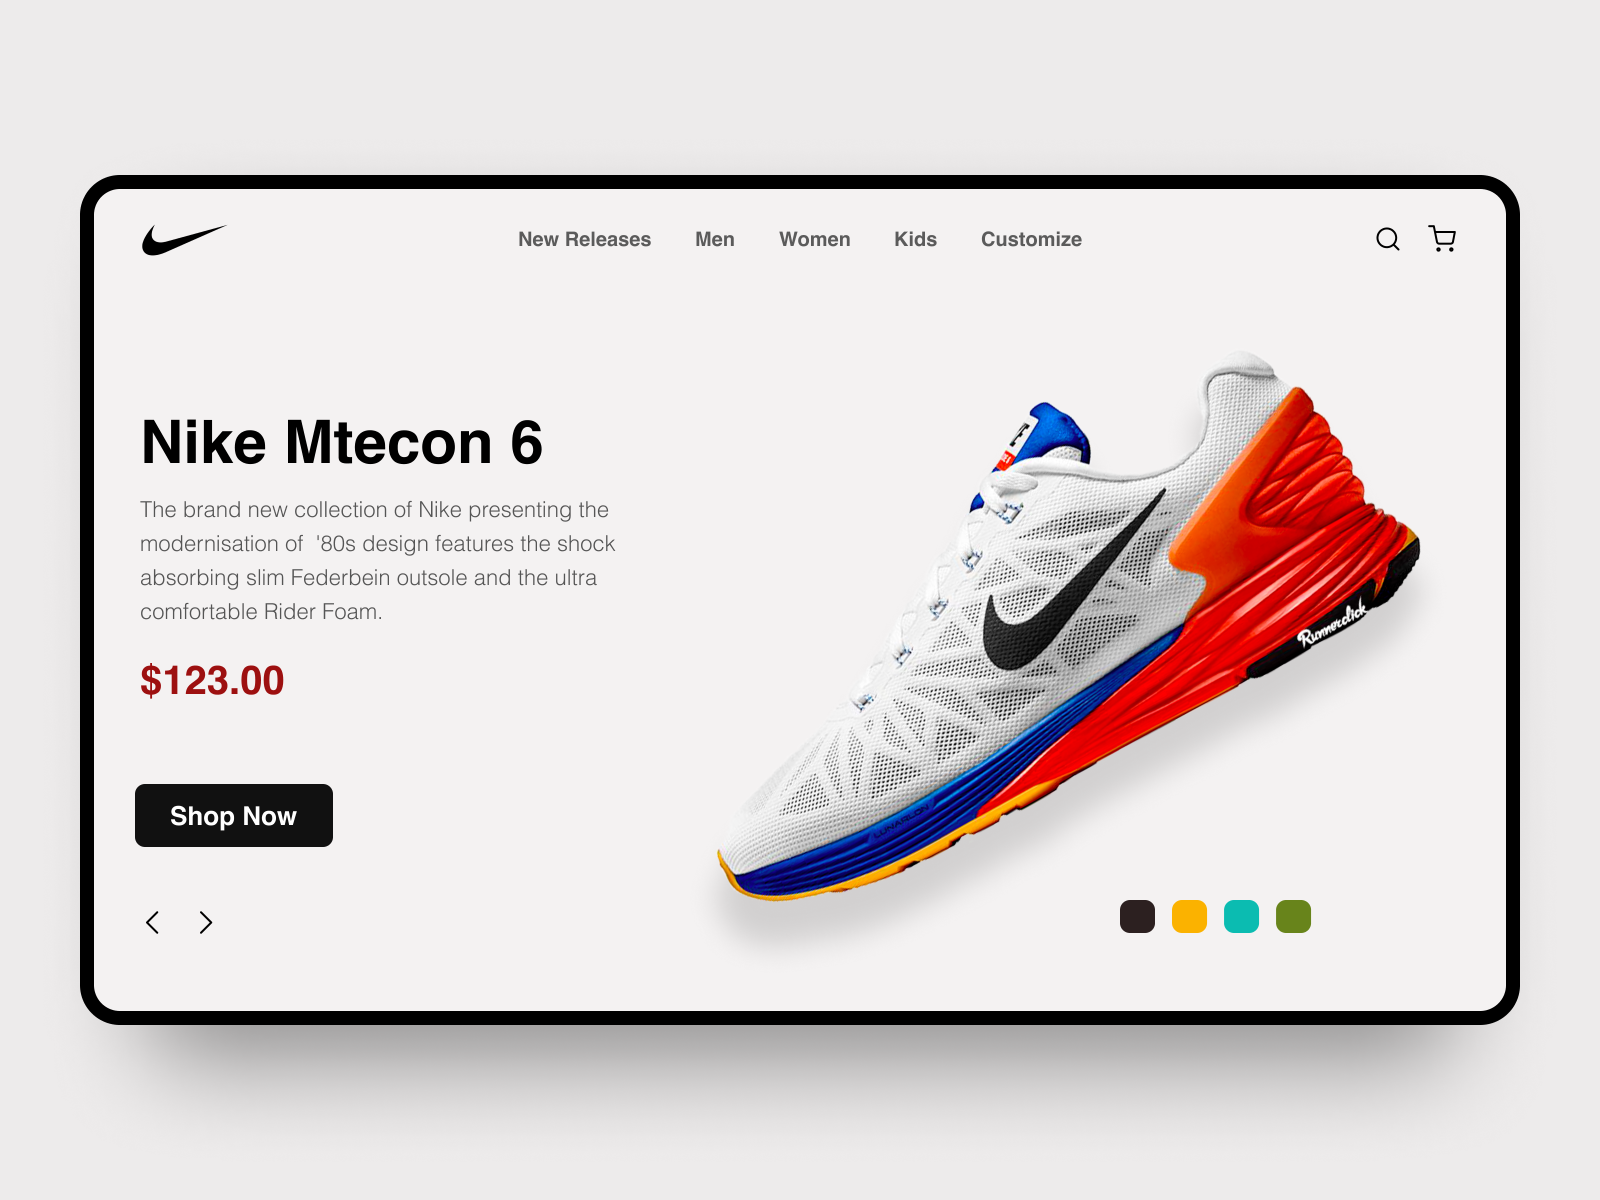 New Releases Men Women Kids Customize
Nike Mtecon 6
The brand new collection of Nike presenting the
modernisation of  '80s design features the shock
absorbing slim Federbein outsole and the ultra
comfortable Rider Foam.
$123.00
Shop Now
Runnerclick
LUNARLON